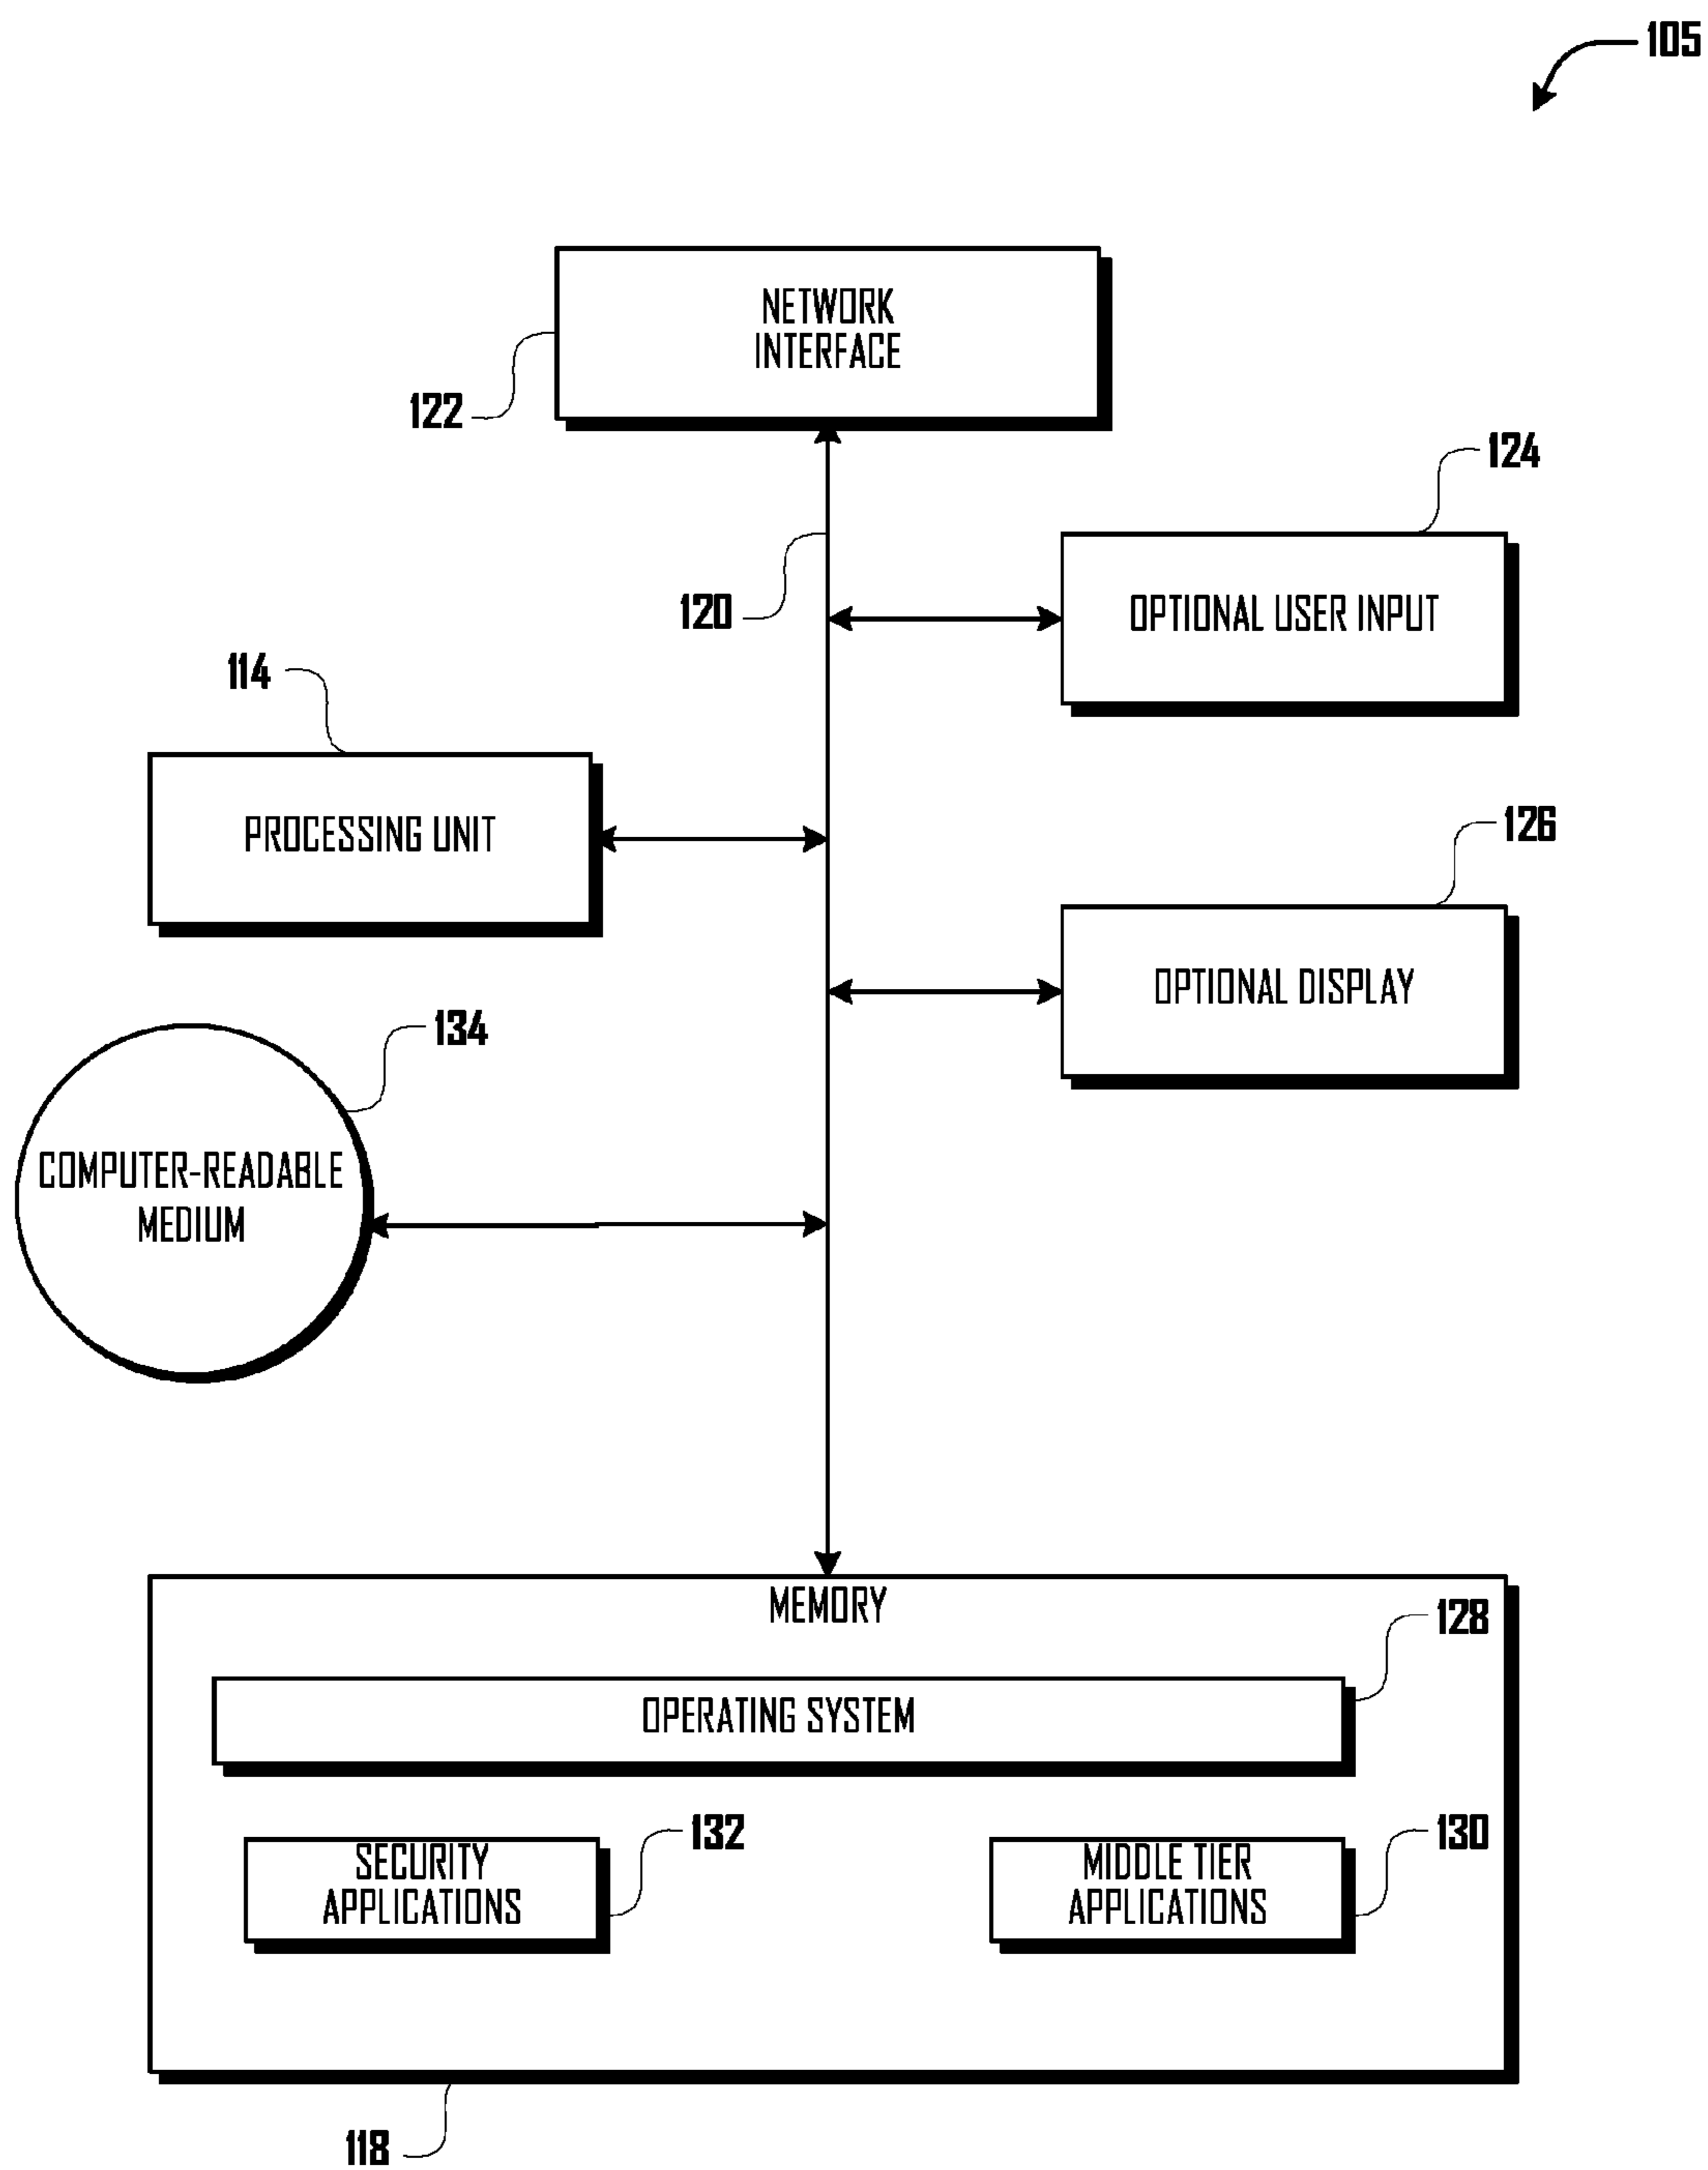 105
NETWORK
INTERFACE
122
124
120
OPTIONAL USER INPUT
114
PROCESSING UNIT
126
OPTIONAL DISPLAY
134
COMPUTER-READABLE
MEDIUM
MEMORY
128
OPERATING SYSTEM
132
SECURITY
APPLICATIONS
130
MIDDLE TIER
APPLICATIONS
118